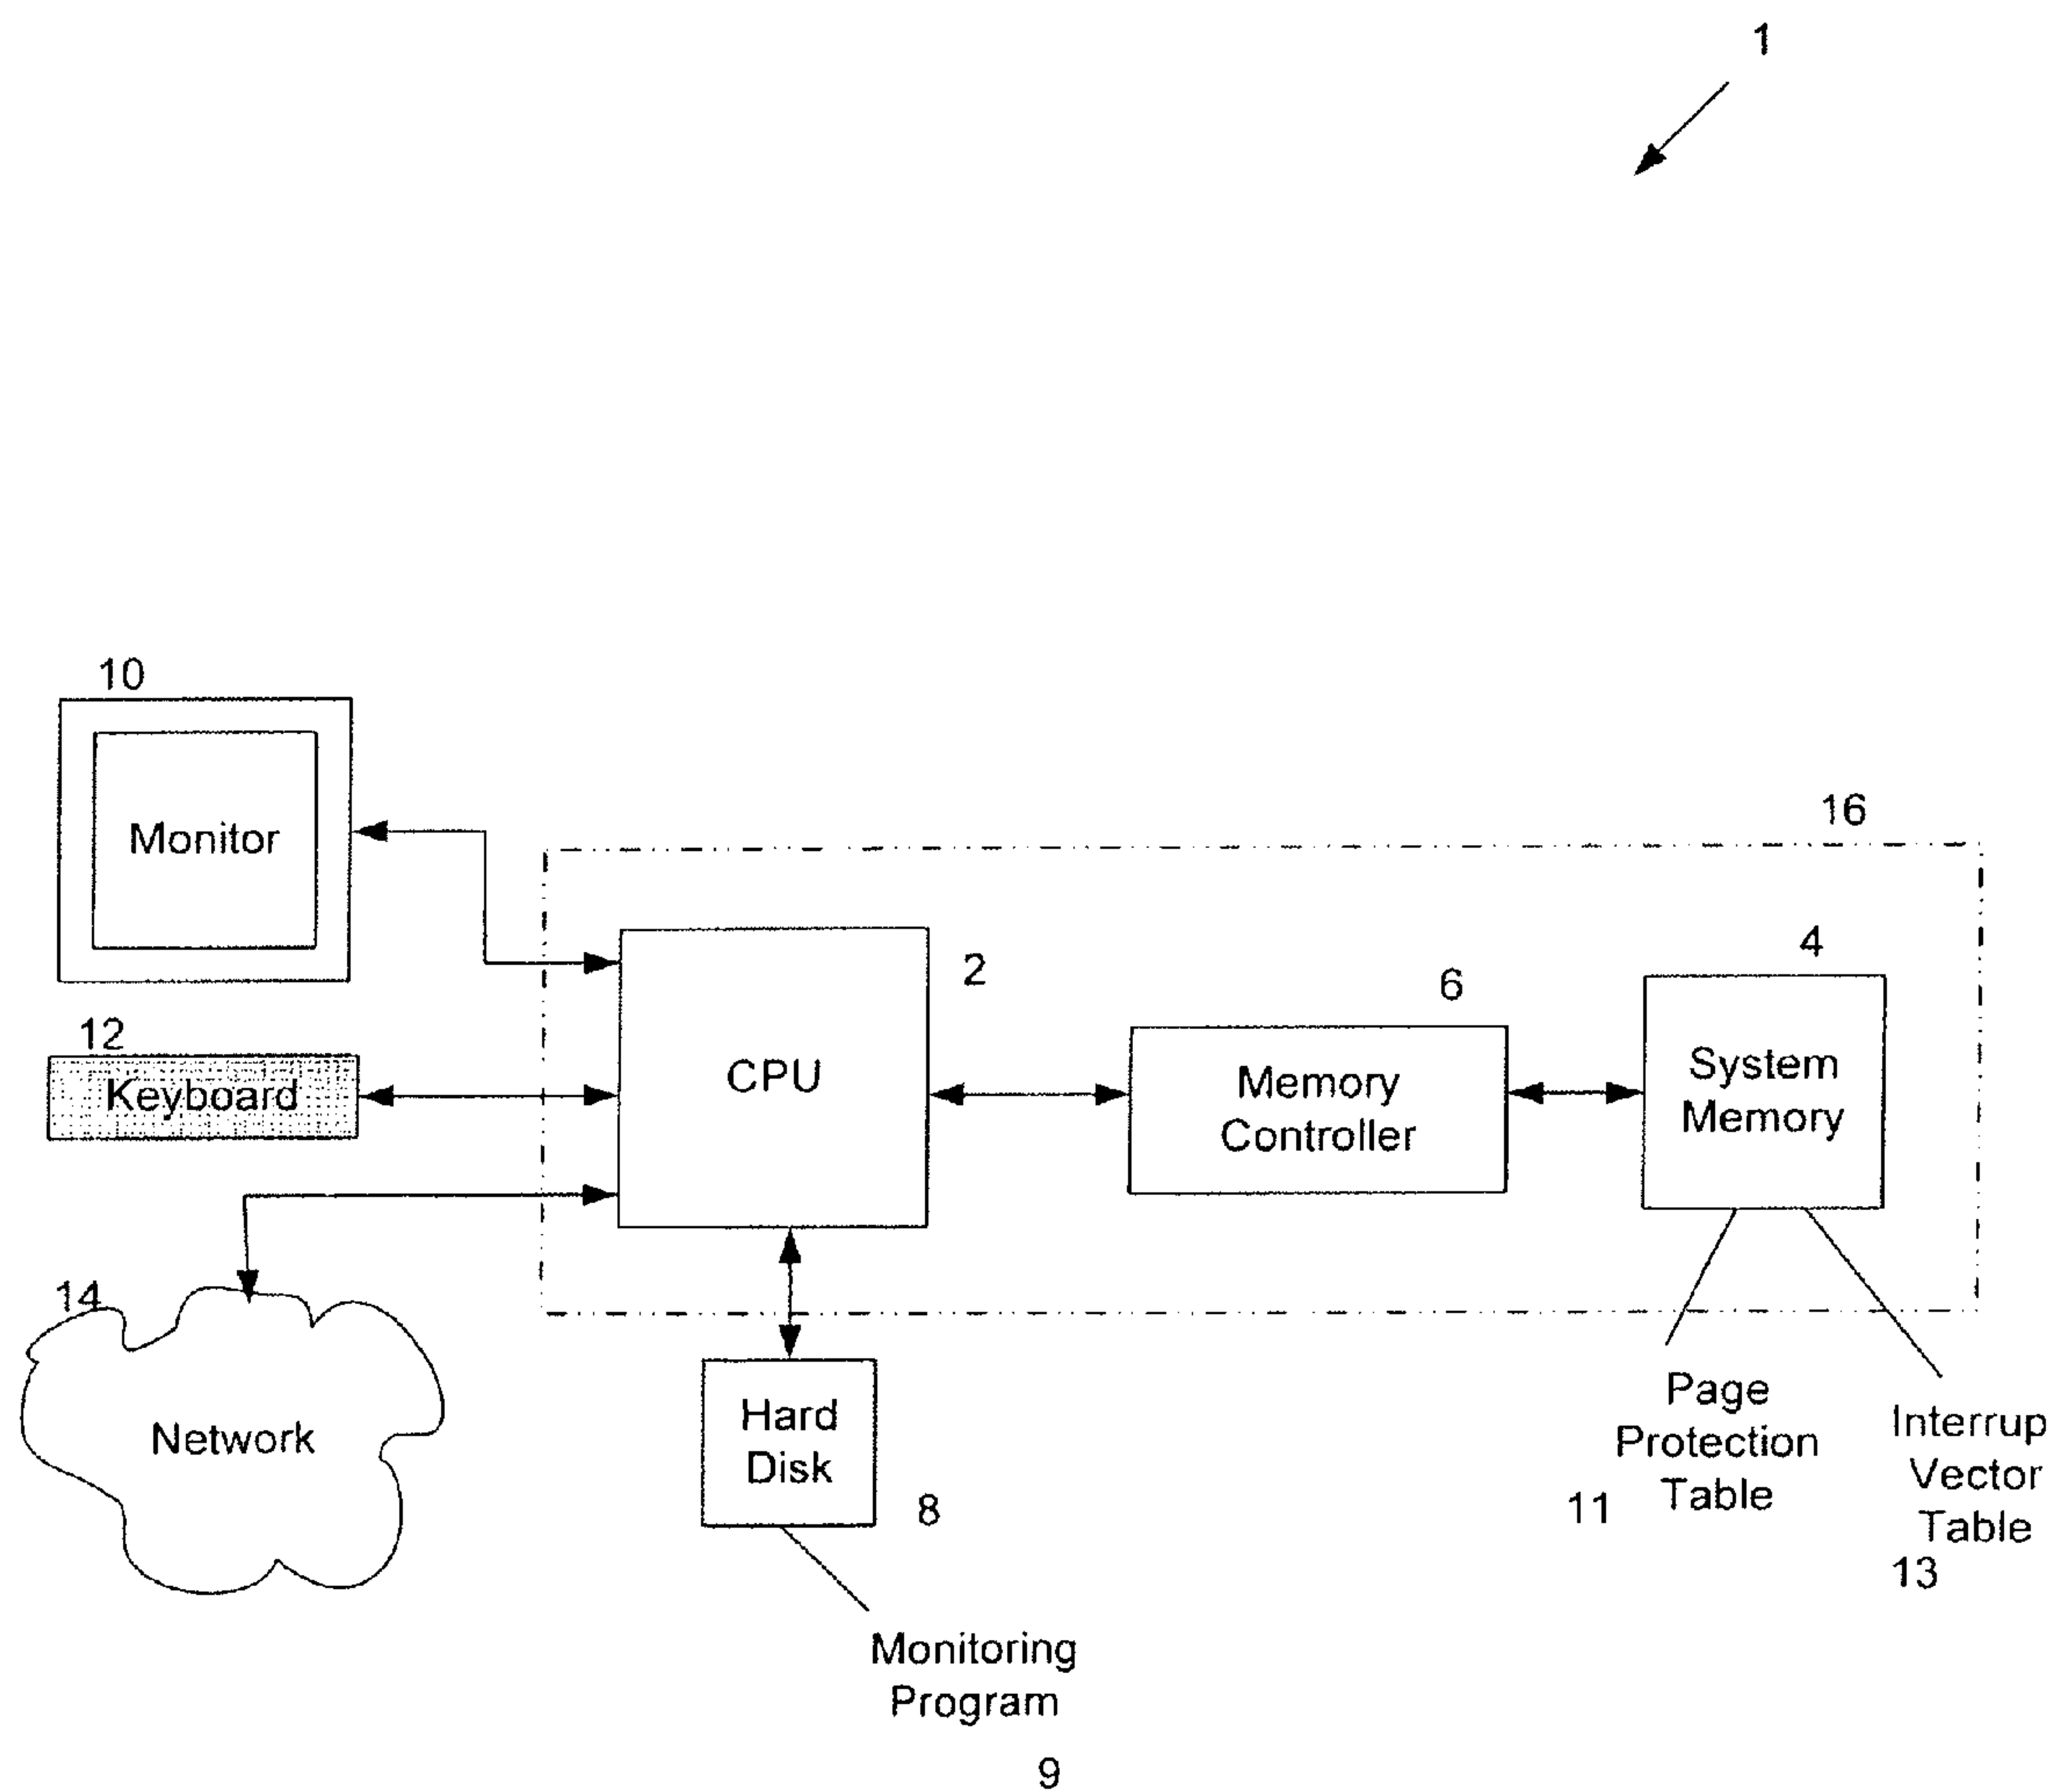 1
10
Monitor
16
12
Keyboard
CPU
2
6
Memory
Controller
4
System
Memory
14
Network
Hard
Disk
8
Page
Protection
Table
11
Interrup
Vector
Table
13
Monitoring
Program
9